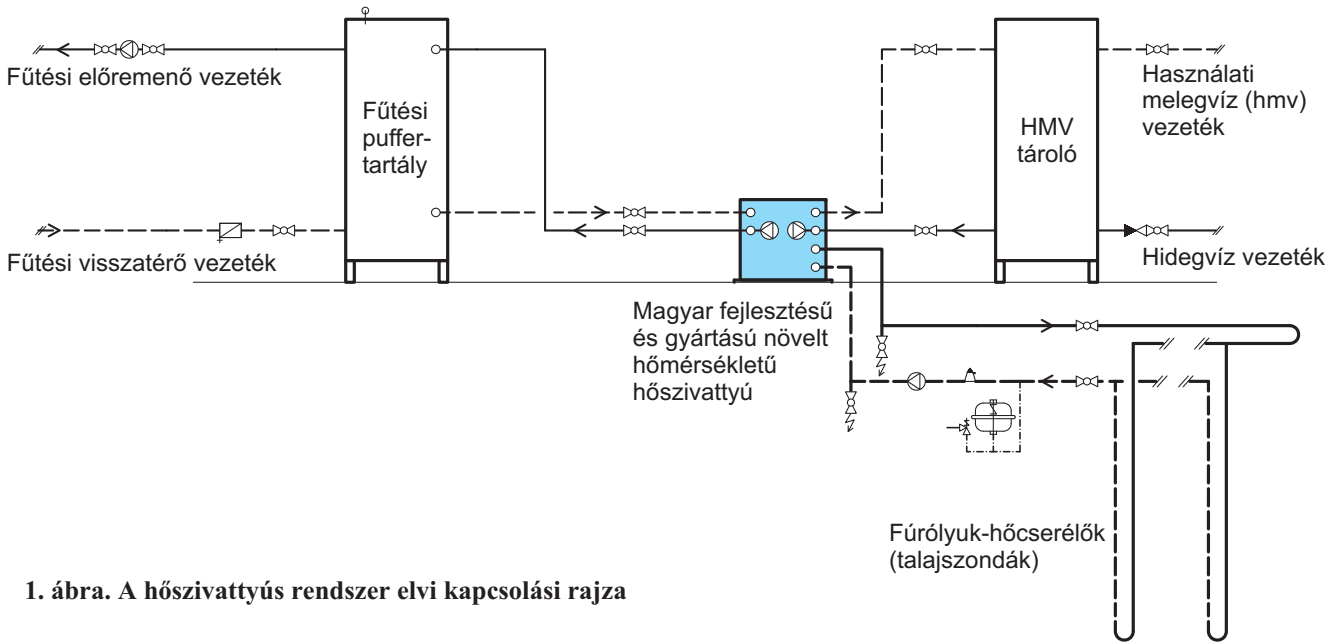 Fűtési előremenő vezeték
Fűtési
puffer-
tartály
HMV
tároló
Használati
melegvíz (hmv)
vezeték
Fűtési visszatérő vezeték
Hidegvíz vezeték
Magyar fejlesztésű
és gyártású növelt
hőmérsékletű
hőszivattyú
Fúrólyuk-hőcserélők
(talajszondák)
1. ábra. A hőszivattyús rendszer elvi kapcsolási rajza